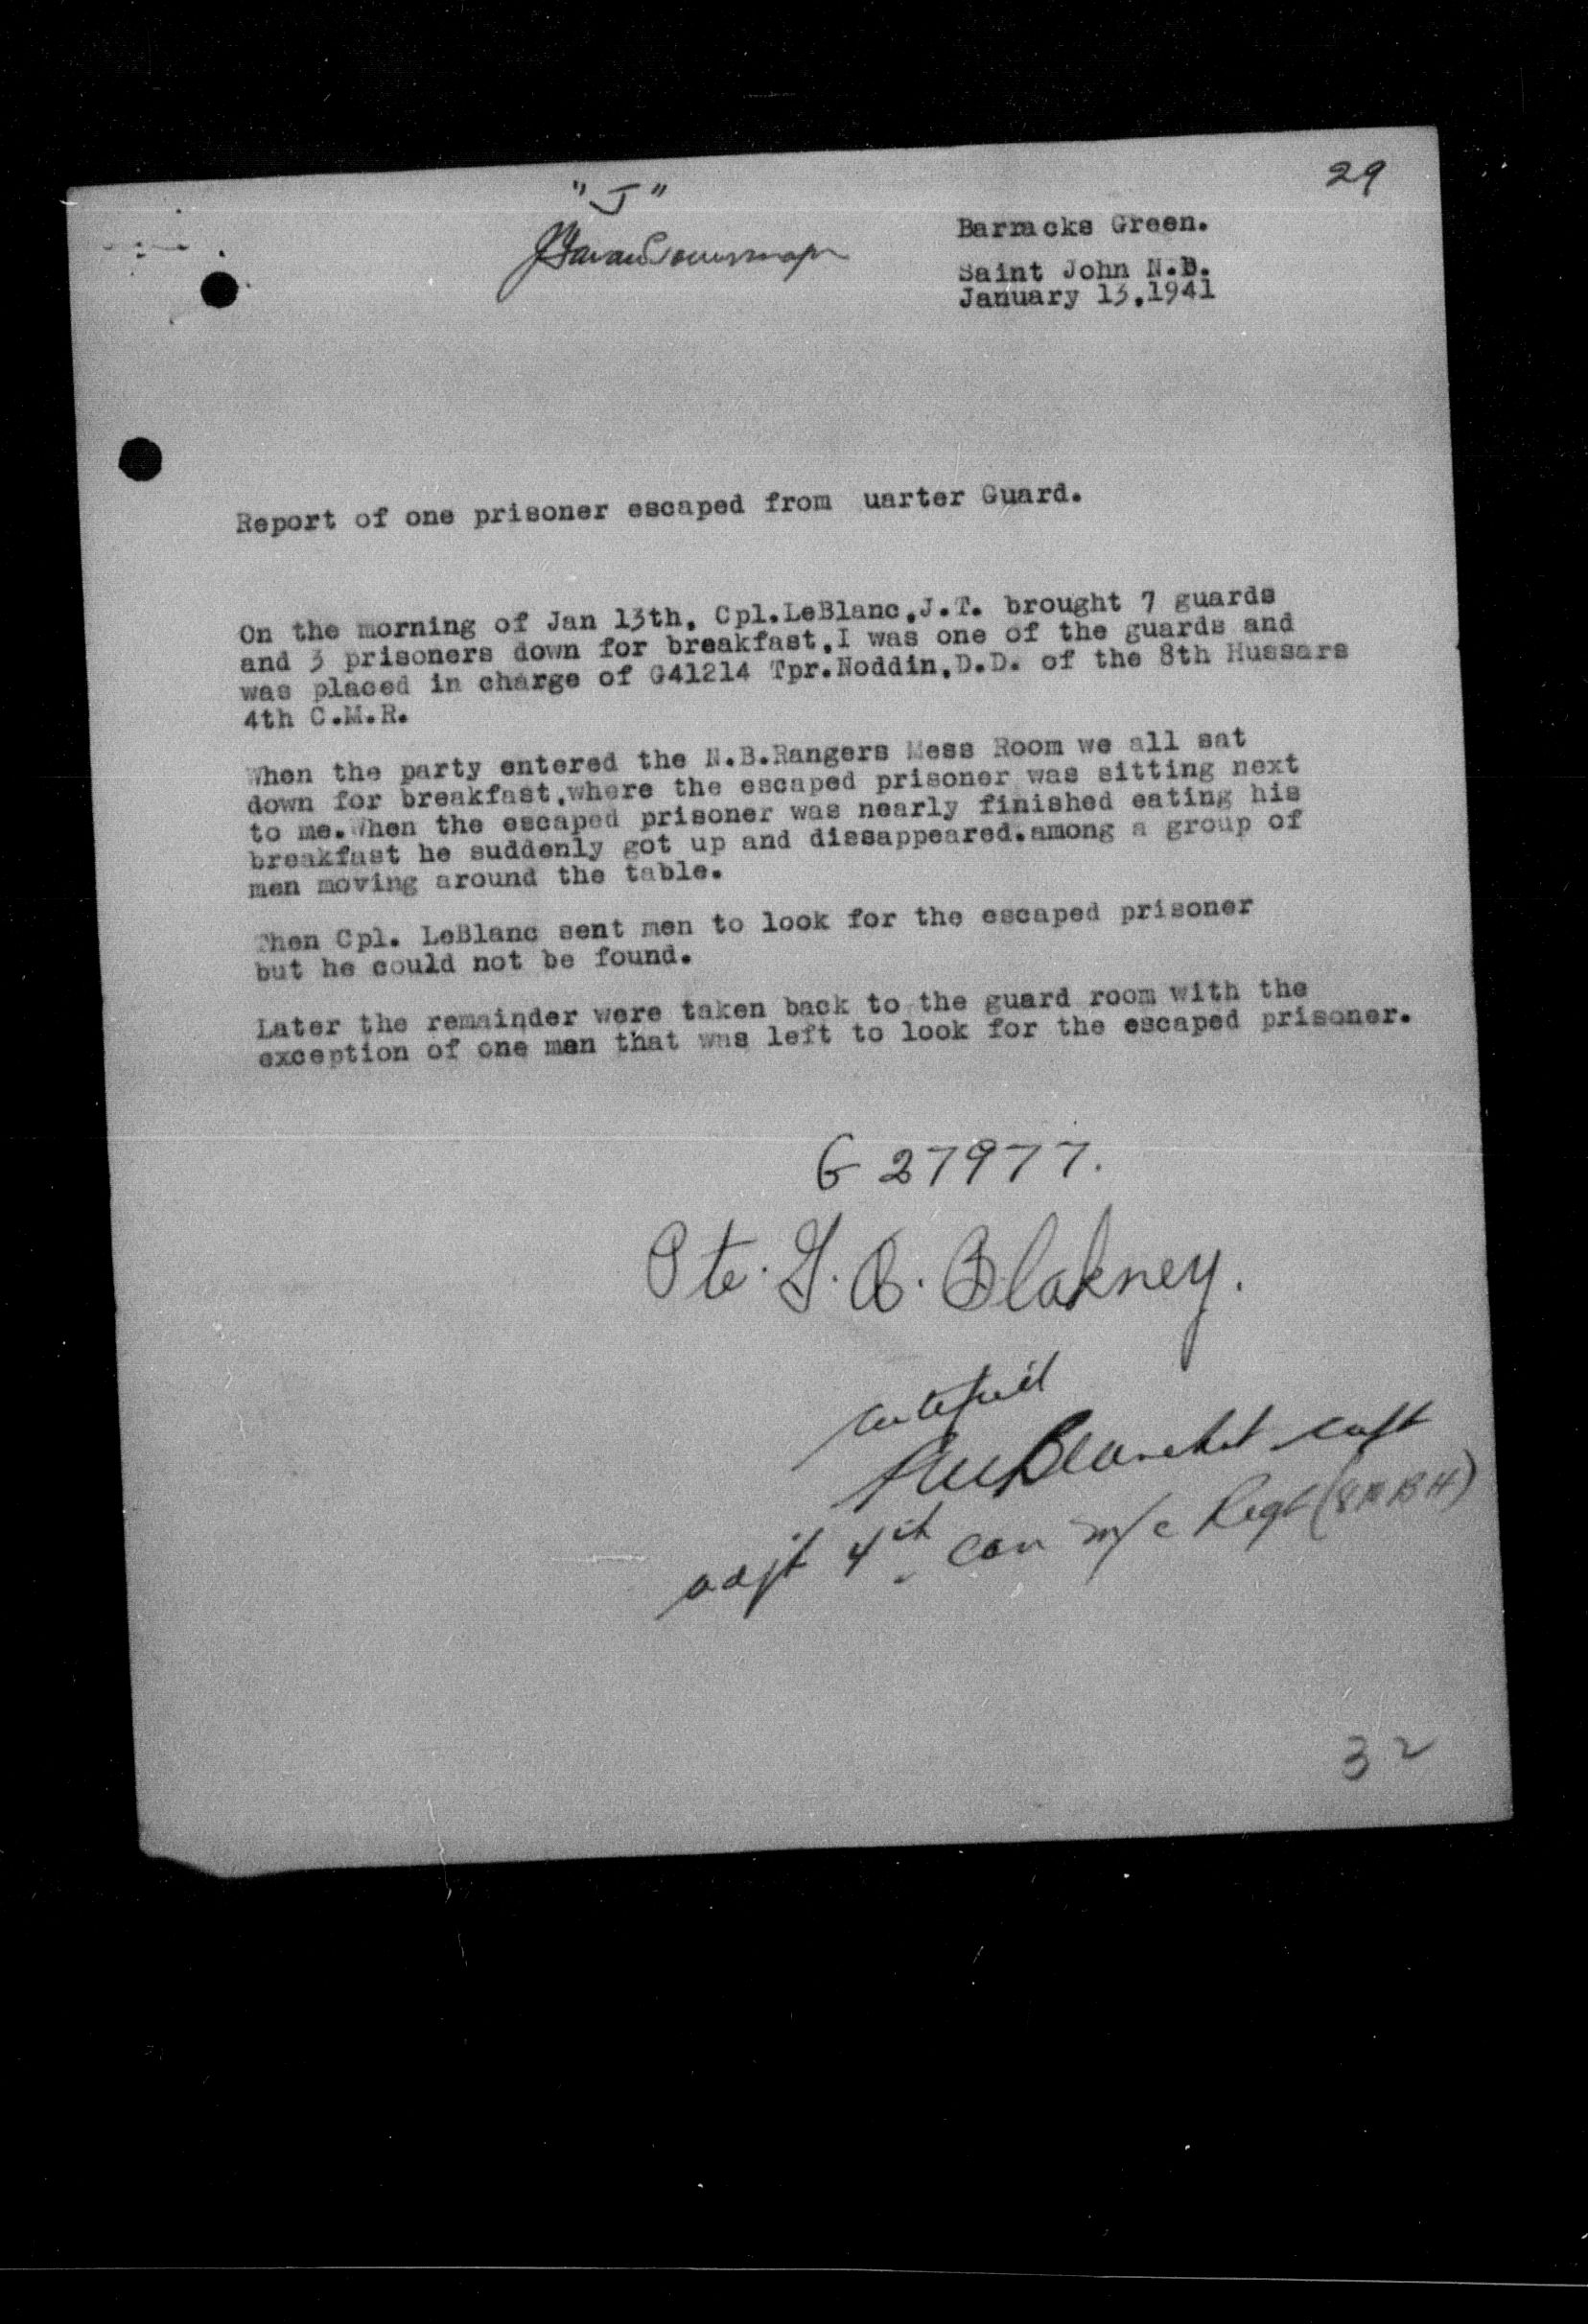 29
"J"
Barracks Green.
Saint John N.B.
January 13,1941
Report of one prisoner escaped from uarter Guard.
On the morning of Jan 13th, Cpl.LeBlanc,J.T. brought 7 guards
and 3 prisoners down for breakfast,I was one of the guards and
was placed in charge of G41214 Tpr.Noddin,D.D. of the 8th Hussars
4th C.M.R.
When the party entered the N.B.Rangers Mess Room we all sat
down for breakfast,where the escaped prisoner was sitting next
to me.When the escaped prisoner was nearly finished eating his
breakfast he suddenly got up and dissappeared.among a group of
men moving around the table.
Then Cpl. LeBlanc sent men to look for the escaped prisoner
but he could not be found.
Later the remainder were taken back to the guard room with the
exception of one man that was left to look for the escaped prisoner.
G 27977.
Pte. G. R. Blakney.
Certified
Blanchet capt
adjt 4th Can m/c Regt (8 P.L.B.H)
32